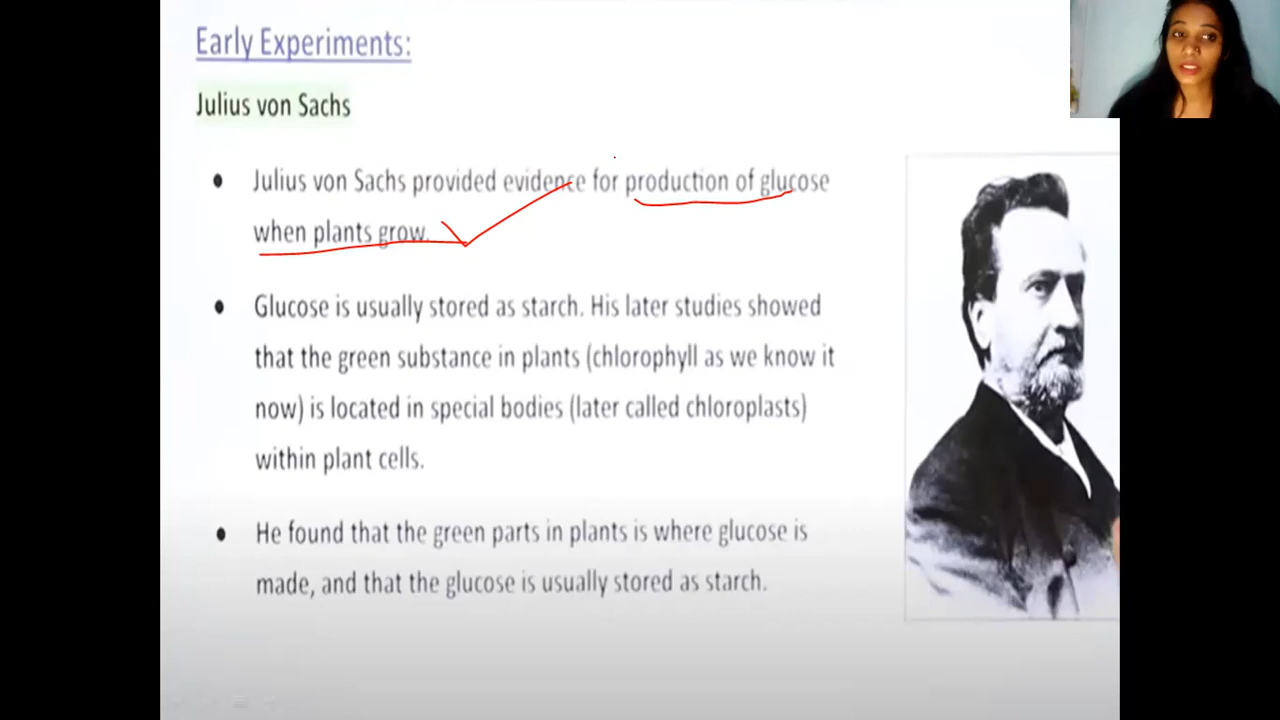 Early Experiments:
Julius von Sachs
• Julius von Sachs provided evidence for production of glucose
when plants grow.
• Glucose is usually stored as starch. His later studies showed
that the green substance in plants (chlorophyll as we know it
now) is located in special bodies (later called chloroplasts)
within plant cells.
• He found that the green parts in plants is where glucose is
made, and that the glucose is usually stored as starch.